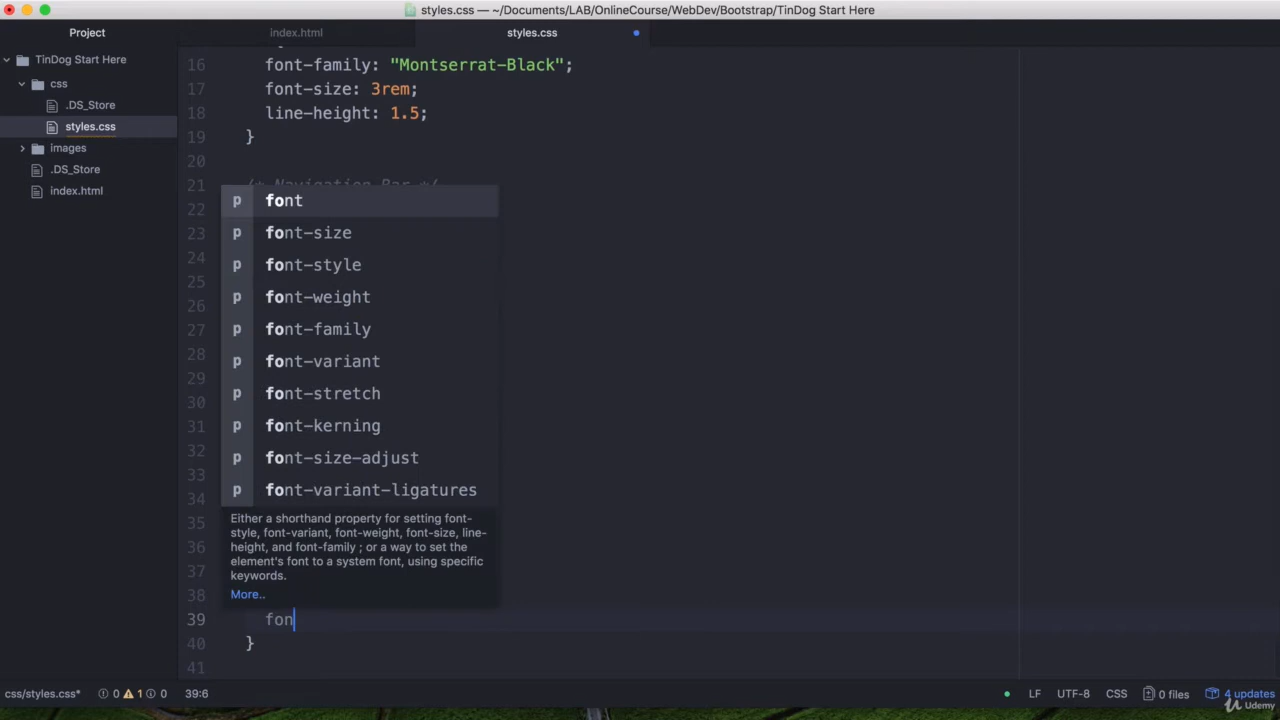 styles.css — ~/Documents/LAB/OnlineCourse/WebDev/Bootstrap/TinDog Start Here
Project
index.html
styles.css
TinDog Start Here
css
.DS_Store
styles.css
images
.DS_Store
index.html
16 font-family: "Montserrat-Black";
17 font-size: 3rem;
18 line-height: 1.5;
19 }
20
21 /* Navigation Bar */
22
23
24
25
26
27
28
29
30
31
32
33
34
35
36
37
38
39 fon
40 }
41
p font
p font-size
p font-style
p font-weight
p font-family
p font-variant
p font-stretch
p font-kerning
p font-size-adjust
p font-variant-ligatures
Either a shorthand property for setting font-
style, font-variant, font-weight, font-size, line-
height, and font-family ; or a way to set the
element's font to a system font, using specific
keywords.
More..
css/styles.css* 0 1 0 39:6 LF UTF-8 CSS 0 files 4 updates
Udemy